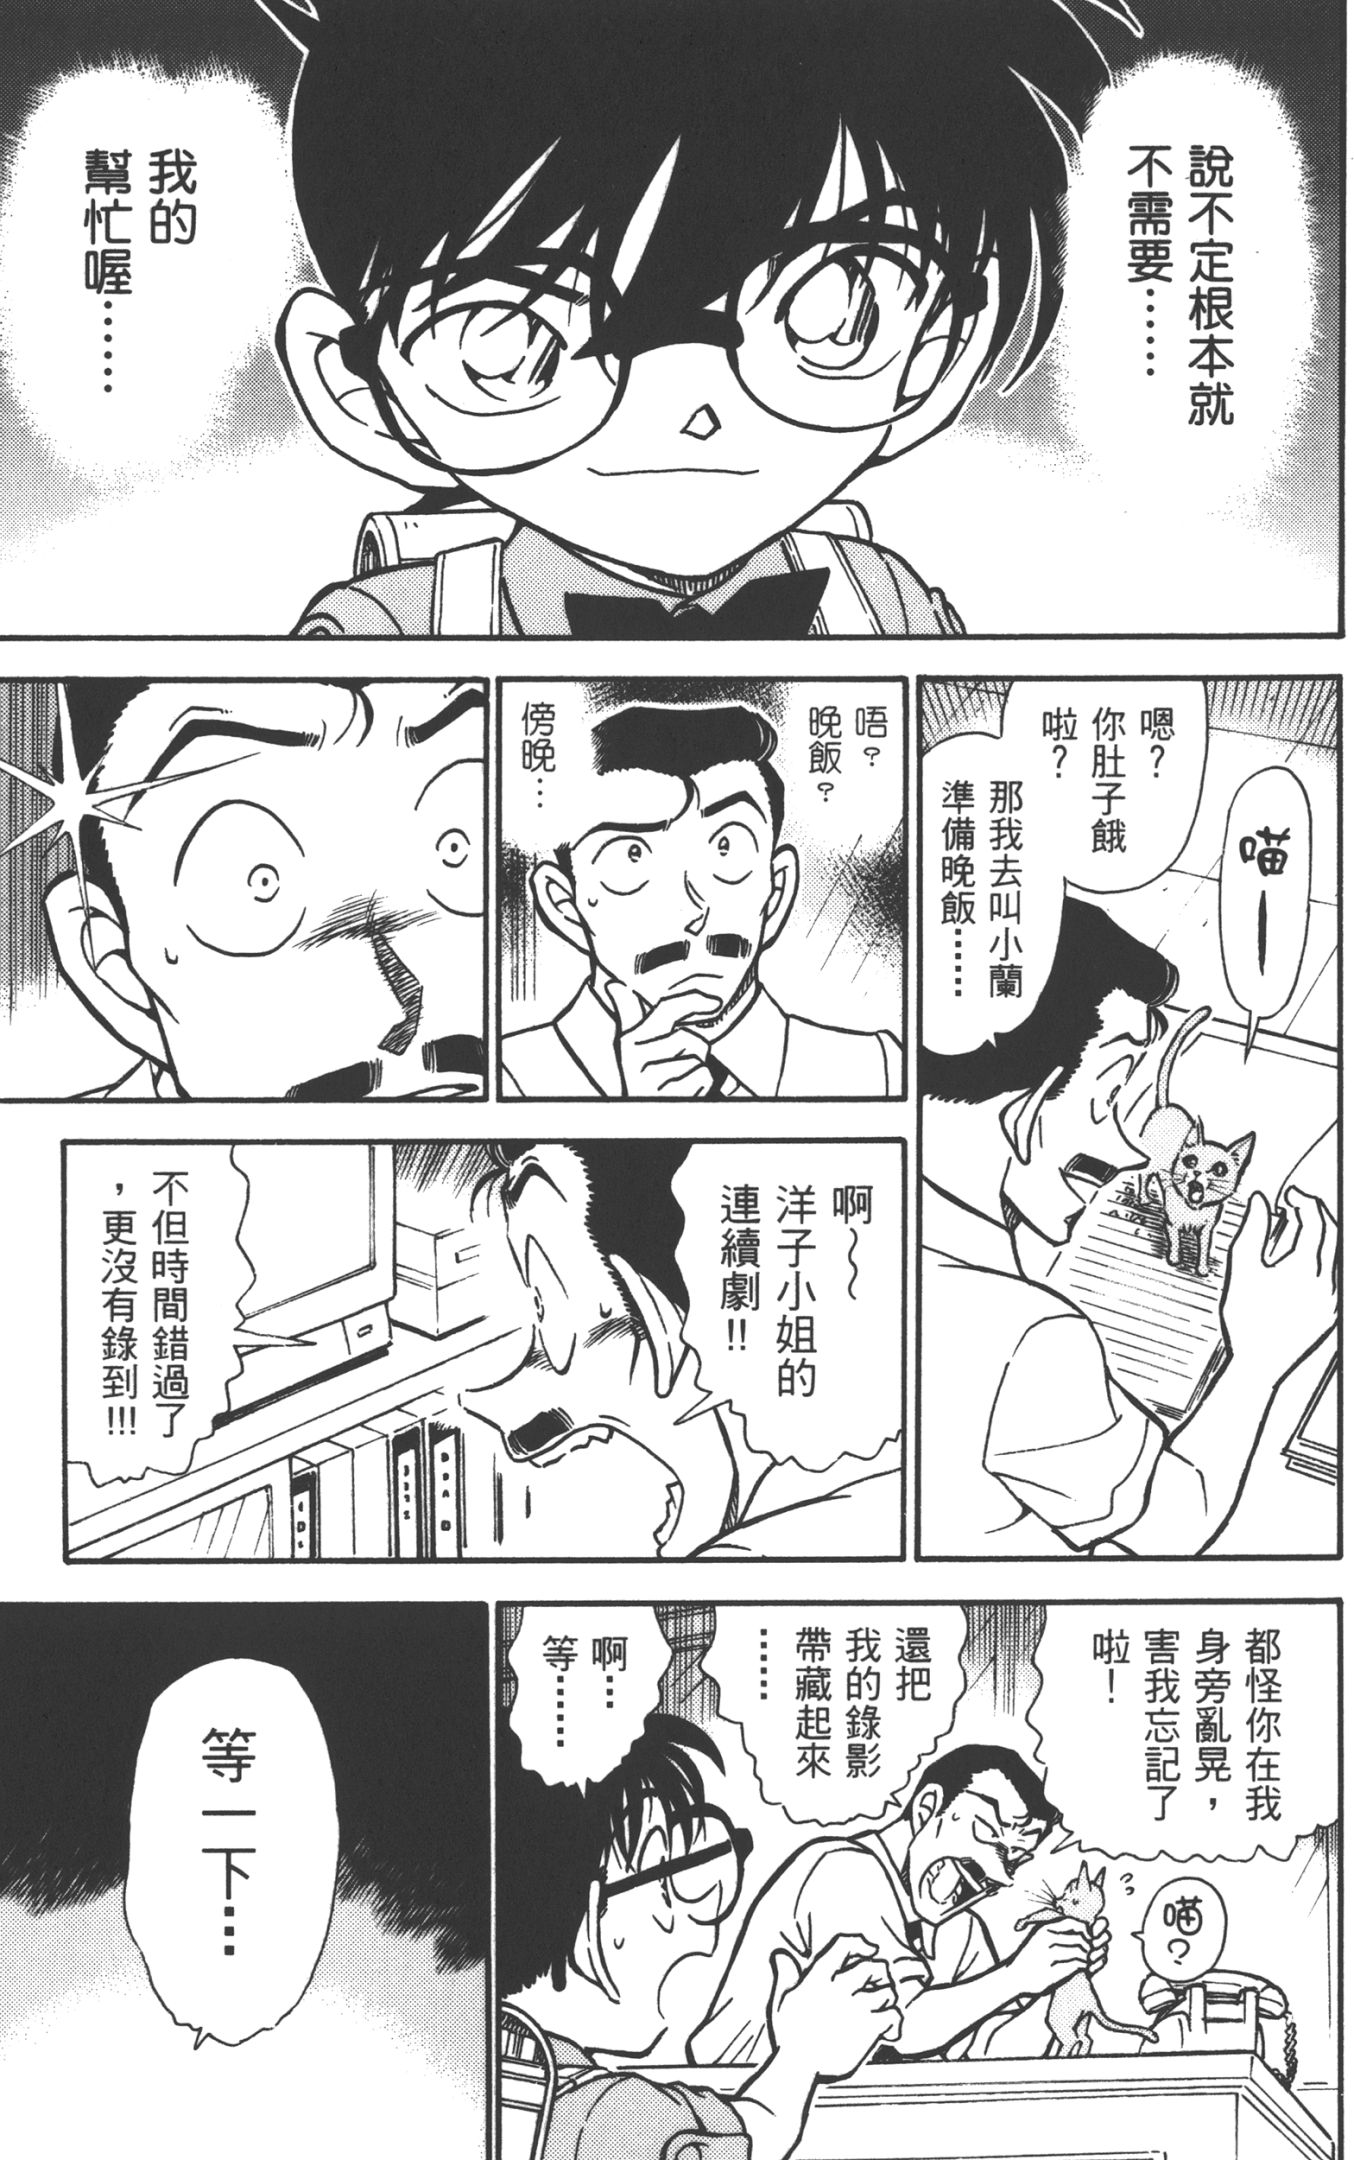 說不定根本就
不需要……
我的
幫忙喔……
喵—
嗯？
你肚子餓
啦？
那我去叫小蘭
準備晚飯……
唔？
晚飯？
傍晚…
啊～
洋子小姐的
連續劇!!
不但時間錯過了
，更沒有錄到!!!
都怪你在我
身旁亂晃，
害我忘記了
啦！
喵？
還把
我的錄影
帶藏起來
……
啊…
等……
等一下…